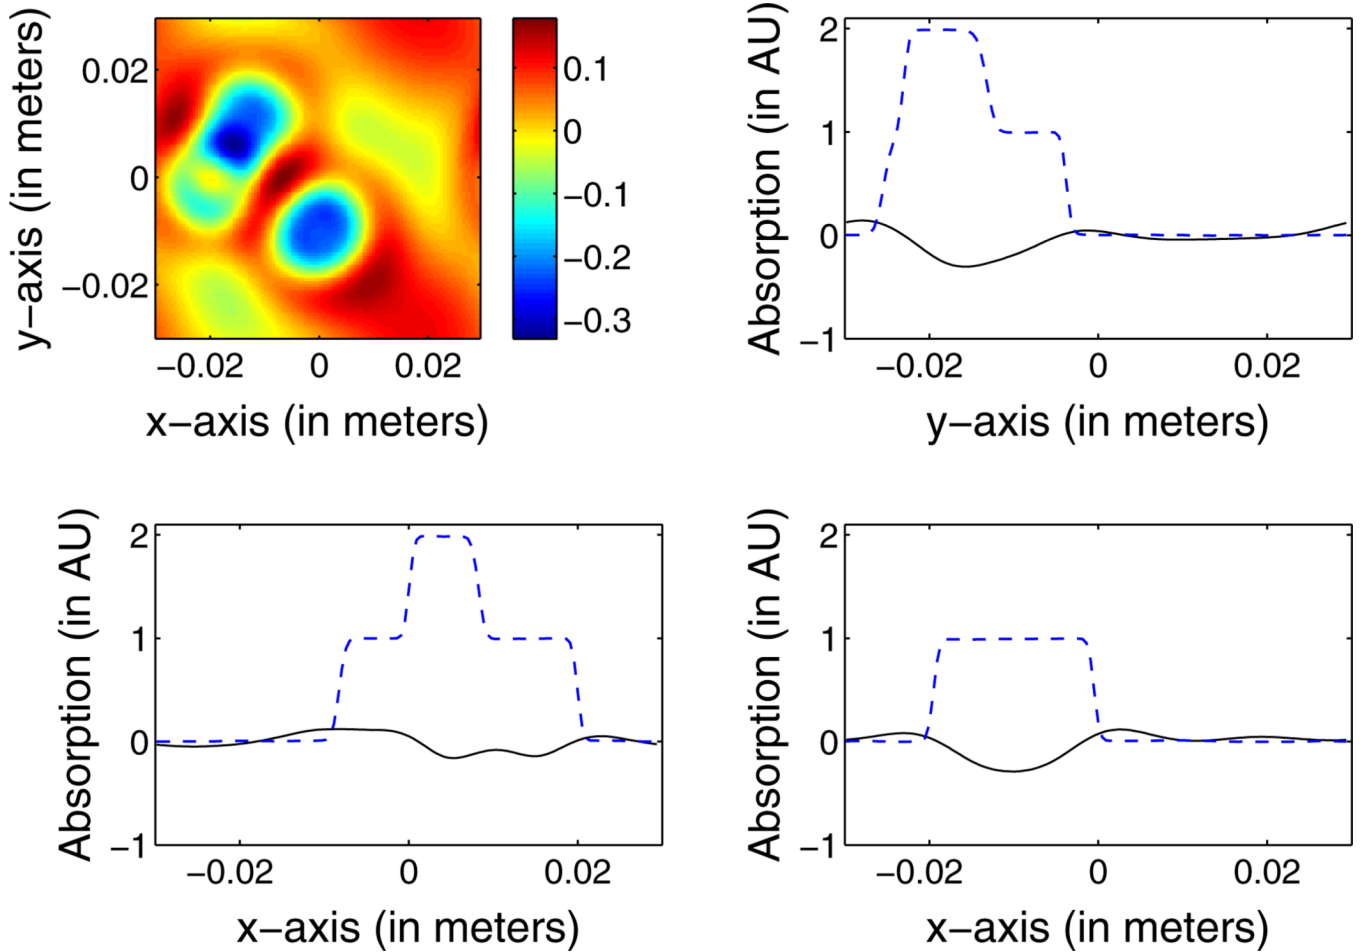 y−axis (in meters)
0.02
0
−0.02
−0.02 0 0.02
x−axis (in meters)
0.1
0
−0.1
−0.2
−0.3
Absorption (in AU)
2
1
0
−1
−0.02 0 0.02
y−axis (in meters)
Absorption (in AU)
2
1
0
−1
−0.02 0 0.02
x−axis (in meters)
Absorption (in AU)
2
1
0
−1
−0.02 0 0.02
x−axis (in meters)